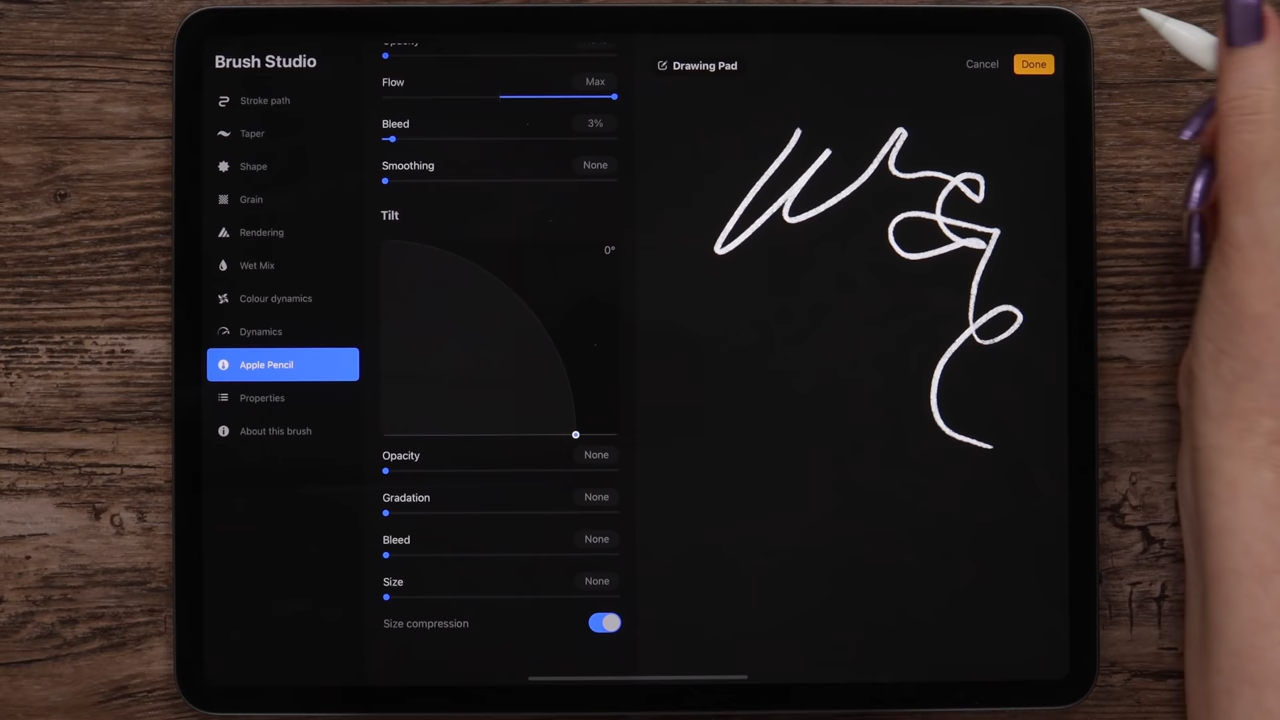 Brush Studio
Stroke path
Taper
Shape
Grain
Rendering
Wet Mix
Colour dynamics
Dynamics
Apple Pencil
Properties
About this brush
Flow Max
Bleed 3%
Smoothing None
Tilt
0°
Opacity None
Gradation None
Bleed None
Size None
Size compression
Drawing Pad
Cancel Done